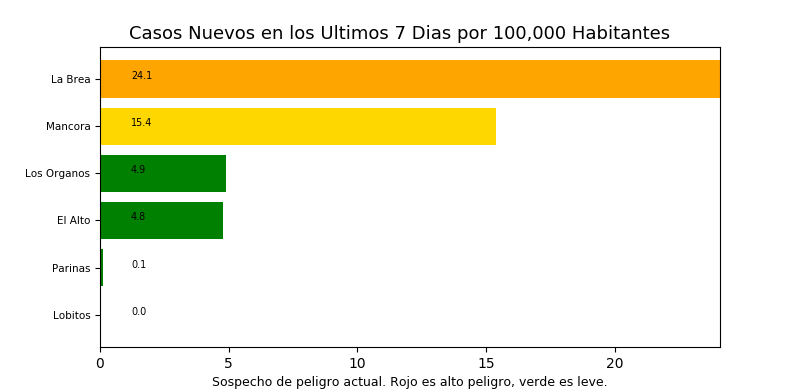 Casos Nuevos en los Ultimos 7 Dias por 100,000 Habitantes
La Brea 24.1
Mancora 15.4
Los Organos 4.9
El Alto 4.8
Parinas 0.1
Lobitos 0.0
0 5 10 15 20
Sospecho de peligro actual. Rojo es alto peligro, verde es leve.